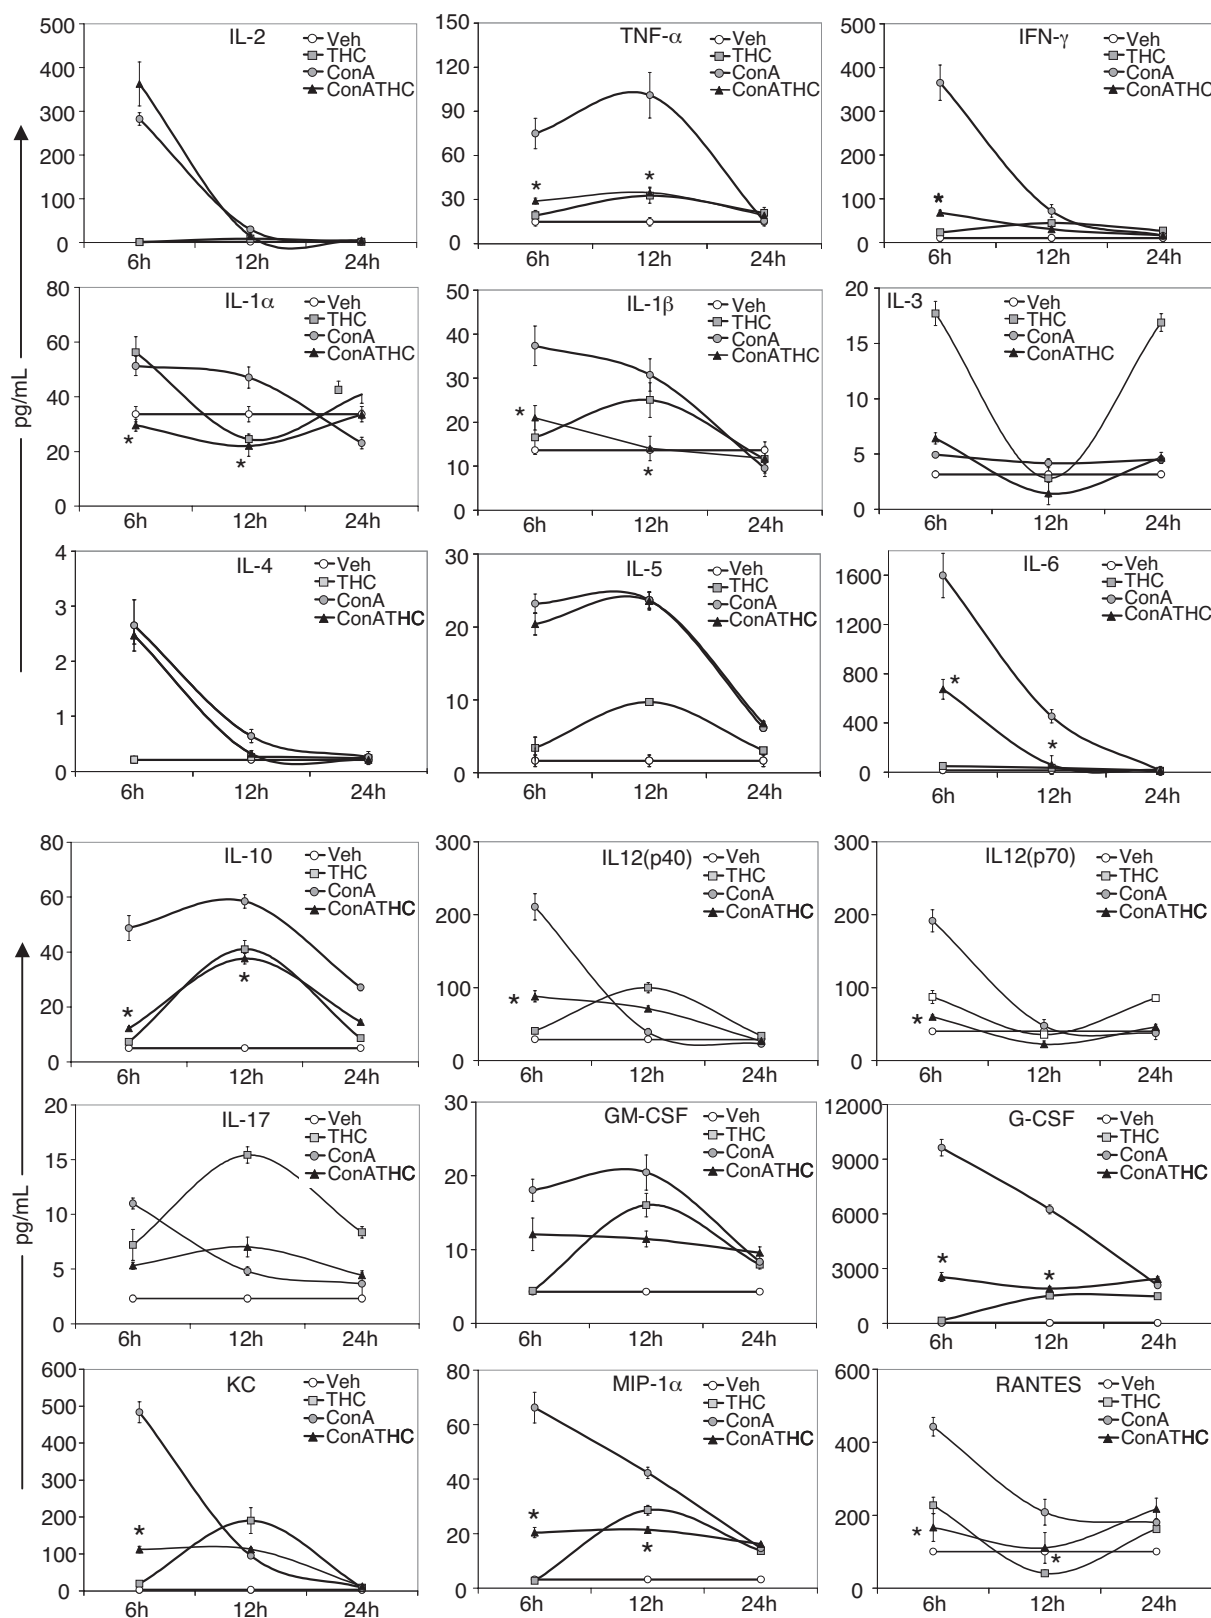 IL-2
Veh
THC
ConA
ConATHC
500
400
300
200
100
0
6h 12h 24h
TNF-α
Veh
THC
ConA
ConATHC
150
120
90
60
30
0
* *
6h 12h 24h
IFN-γ
Veh
THC
ConA
ConATHC
500
400
300
200
100
0
*
6h 12h 24h
pg/mL
IL-1α
Veh
THC
ConA
ConATHC
80
60
40
20
0
* *
6h 12h 24h
IL-1β
Veh
THC
ConA
ConATHC
50
40
30
20
10
0
* *
6h 12h 24h
IL-3
Veh
THC
ConA
ConATHC
20
15
10
5
0
6h 12h 24h
IL-4
Veh
THC
ConA
ConATHC
4
3
2
1
0
6h 12h 24h
IL-5
Veh
THC
ConA
ConATHC
30
20
10
0
6h 12h 24h
IL-6
Veh
THC
ConA
ConATHC
1600
1200
800
400
0
* *
6h 12h 24h
IL-10
Veh
THC
ConA
ConATHC
80
60
40
20
0
* *
6h 12h 24h
IL12(p40)
Veh
THC
ConA
ConATHC
300
200
100
0
*
6h 12h 24h
IL12(p70)
Veh
THC
ConA
ConATHC
300
200
100
0
*
6h 12h 24h
pg/mL
IL-17
Veh
THC
ConA
ConATHC
20
15
10
5
0
6h 12h 24h
GM-CSF
Veh
THC
ConA
ConATHC
30
20
10
0
6h 12h 24h
G-CSF
Veh
THC
ConA
ConATHC
12000
9000
6000
3000
0
* *
6h 12h 24h
KC
Veh
THC
ConA
ConATHC
600
500
400
300
200
100
0
*
6h 12h 24h
MIP-1α
Veh
THC
ConA
ConATHC
80
60
40
20
0
* *
6h 12h 24h
RANTES
Veh
THC
ConA
ConATHC
600
400
200
0
* *
6h 12h 24h